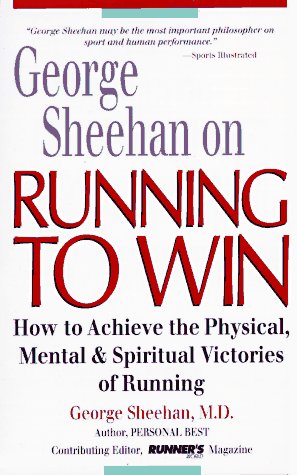 "George Sheehan may be the most important philosopher on
sport and human performance."
—Sports Illustrated
George
Sheehan on
RUNNING
TO WIN
How to Achieve the Physical,
Mental & Spiritual Victories
of Running
George Sheehan, M.D.
Author, PERSONAL BEST
Contributing Editor, RUNNER'S Magazine